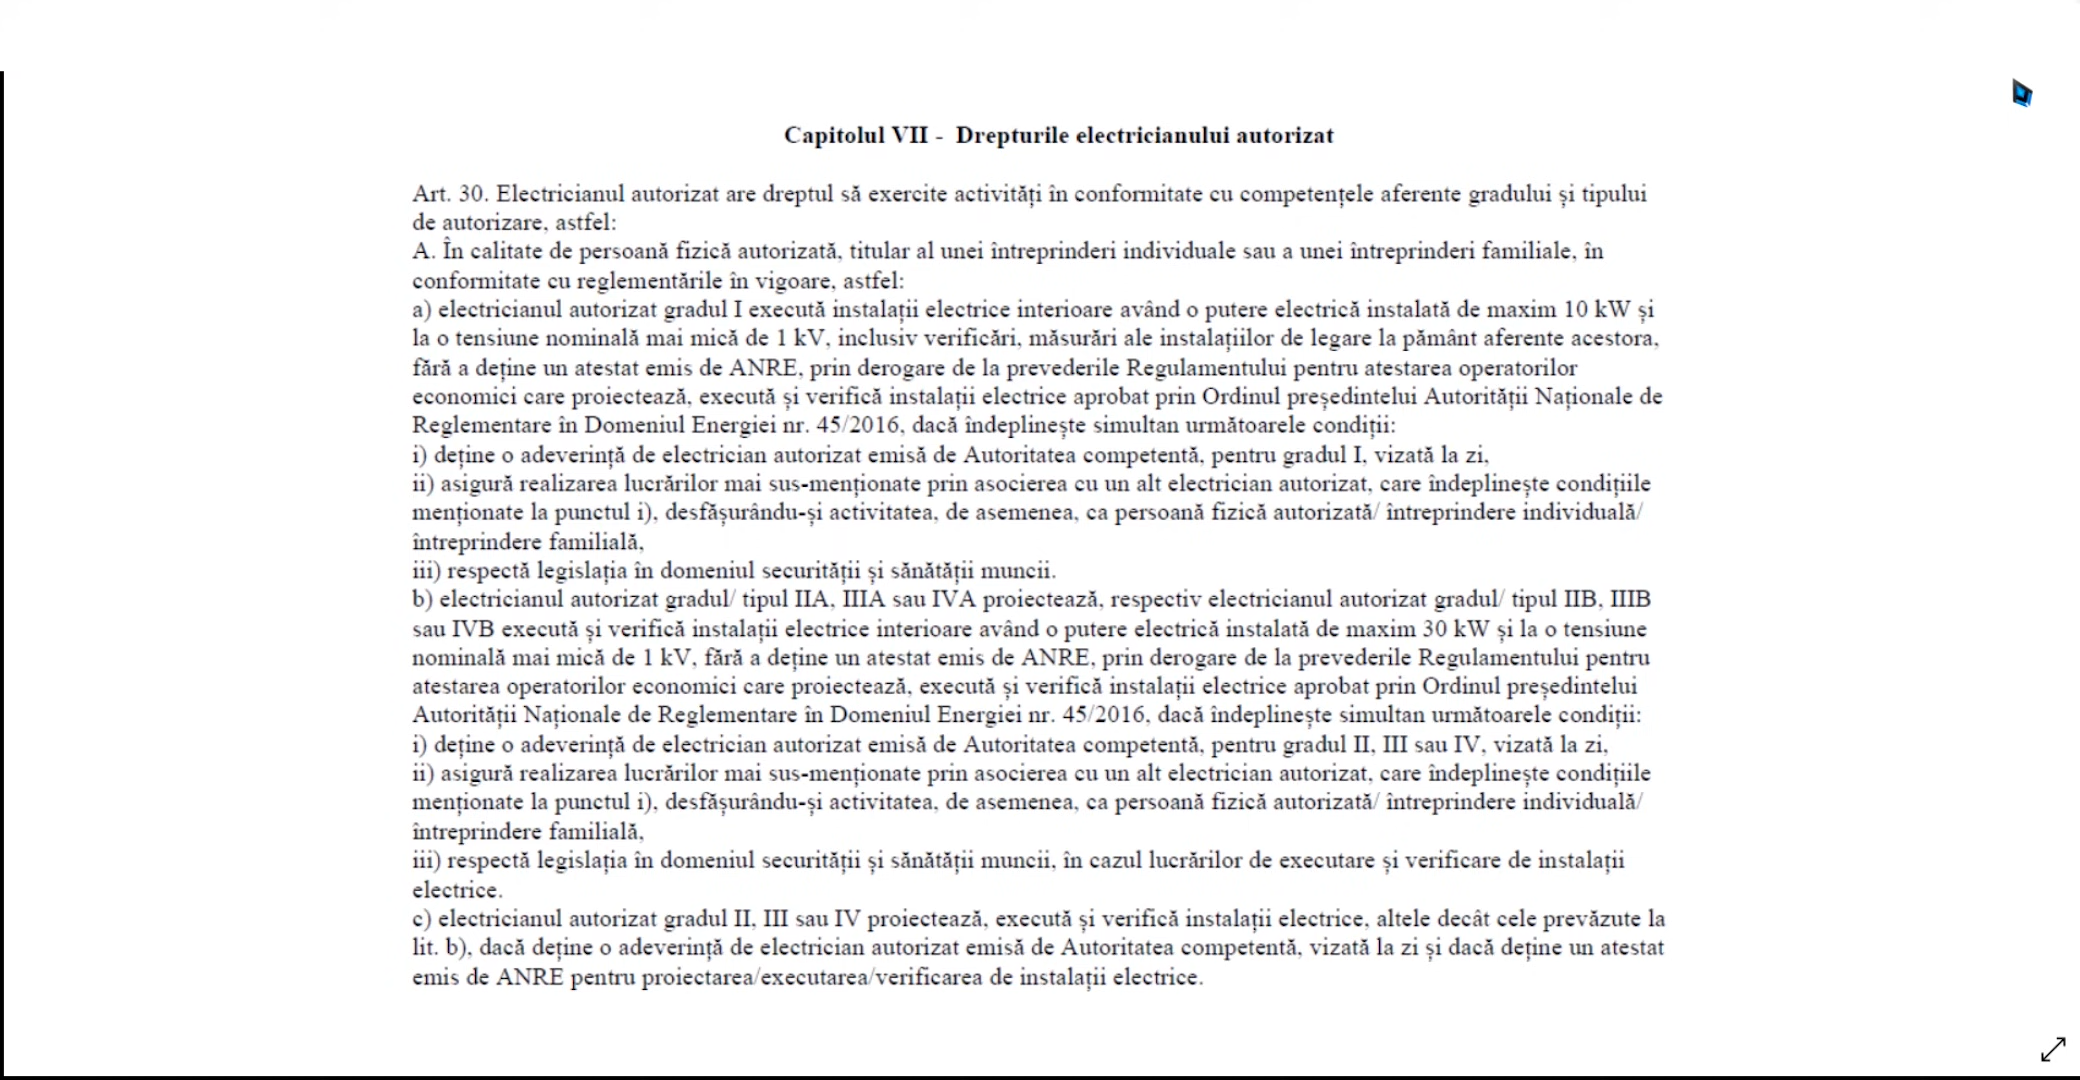 Capitolul VII - Drepturile electricianului autorizat
Art. 30. Electricianul autorizat are dreptul să exercite activități în conformitate cu competențele aferente gradului și tipului
de autorizare, astfel:
A. În calitate de persoană fizică autorizată, titular al unei întreprinderi individuale sau a unei întreprinderi familiale, în
conformitate cu reglementările în vigoare, astfel:
a) electricianul autorizat gradul I execută instalații electrice interioare având o putere electrică instalată de maxim 10 kW și
la o tensiune nominală mai mică de 1 kV, inclusiv verificări, măsurări ale instalațiilor de legare la pământ aferente acestora,
fără a deține un atestat emis de ANRE, prin derogare de la prevederile Regulamentului pentru atestarea operatorilor
economici care proiectează, execută și verifică instalații electrice aprobat prin Ordinul președintelui Autorității Naționale de
Reglementare în Domeniul Energiei nr. 45/2016, dacă îndeplinește simultan următoarele condiții:
i) deține o adeverință de electrician autorizat emisă de Autoritatea competentă, pentru gradul I, vizată la zi,
ii) asigură realizarea lucrărilor mai sus-menționate prin asocierea cu un alt electrician autorizat, care îndeplinește condițiile
menționate la punctul i), desfășurându-și activitatea, de asemenea, ca persoană fizică autorizată/ întreprindere individuală/
întreprindere familială,
iii) respectă legislația în domeniul securității și sănătății muncii.
b) electricianul autorizat gradul/ tipul IIA, IIIA sau IVA proiectează, respectiv electricianul autorizat gradul/ tipul IIB, IIIB
sau IVB execută și verifică instalații electrice interioare având o putere electrică instalată de maxim 30 kW și la o tensiune
nominală mai mică de 1 kV, fără a deține un atestat emis de ANRE, prin derogare de la prevederile Regulamentului pentru
atestarea operatorilor economici care proiectează, execută și verifică instalații electrice aprobat prin Ordinul președintelui
Autorității Naționale de Reglementare în Domeniul Energiei nr. 45/2016, dacă îndeplinește simultan următoarele condiții:
i) deține o adeverință de electrician autorizat emisă de Autoritatea competentă, pentru gradul II, III sau IV, vizată la zi,
ii) asigură realizarea lucrărilor mai sus-menționate prin asocierea cu un alt electrician autorizat, care îndeplinește condițiile
menționate la punctul i), desfășurându-și activitatea, de asemenea, ca persoană fizică autorizată/ întreprindere individuală/
întreprindere familială,
iii) respectă legislația în domeniul securității și sănătății muncii, în cazul lucrărilor de executare și verificare de instalații
electrice.
c) electricianul autorizat gradul II, III sau IV proiectează, execută și verifică instalații electrice, altele decât cele prevăzute la
lit. b), dacă deține o adeverință de electrician autorizat emisă de Autoritatea competentă, vizată la zi și dacă deține un atestat
emis de ANRE pentru proiectarea/executarea/verificarea de instalații electrice.